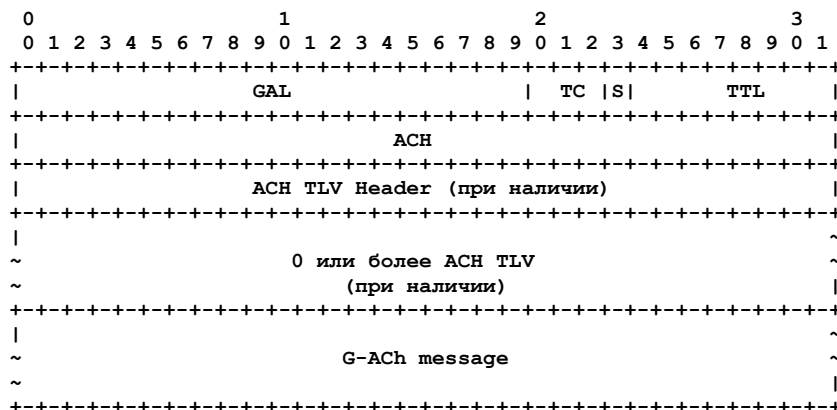 0                   1                   2                   3
0 1 2 3 4 5 6 7 8 9 0 1 2 3 4 5 6 7 8 9 0 1 2 3 4 5 6 7 8 9 0 1
+-+-+-+-+-+-+-+-+-+-+-+-+-+-+-+-+-+-+-+-+-+-+-+-+-+-+-+-+-+-+-+-+
|                  GAL                  |  TC |S|       TTL     |
+-+-+-+-+-+-+-+-+-+-+-+-+-+-+-+-+-+-+-+-+-+-+-+-+-+-+-+-+-+-+-+-+
|                             ACH                               |
+-+-+-+-+-+-+-+-+-+-+-+-+-+-+-+-+-+-+-+-+-+-+-+-+-+-+-+-+-+-+-+-+
|                  ACH TLV Header (при наличии)                 |
+-+-+-+-+-+-+-+-+-+-+-+-+-+-+-+-+-+-+-+-+-+-+-+-+-+-+-+-+-+-+-+-+
|                                                               ~
~                     0 или более ACH TLV                       ~
~                         (при наличии)                         |
+-+-+-+-+-+-+-+-+-+-+-+-+-+-+-+-+-+-+-+-+-+-+-+-+-+-+-+-+-+-+-+-+
|                                                               ~
~                         G-ACh message                         ~
~                                                               |
+-+-+-+-+-+-+-+-+-+-+-+-+-+-+-+-+-+-+-+-+-+-+-+-+-+-+-+-+-+-+-+-+